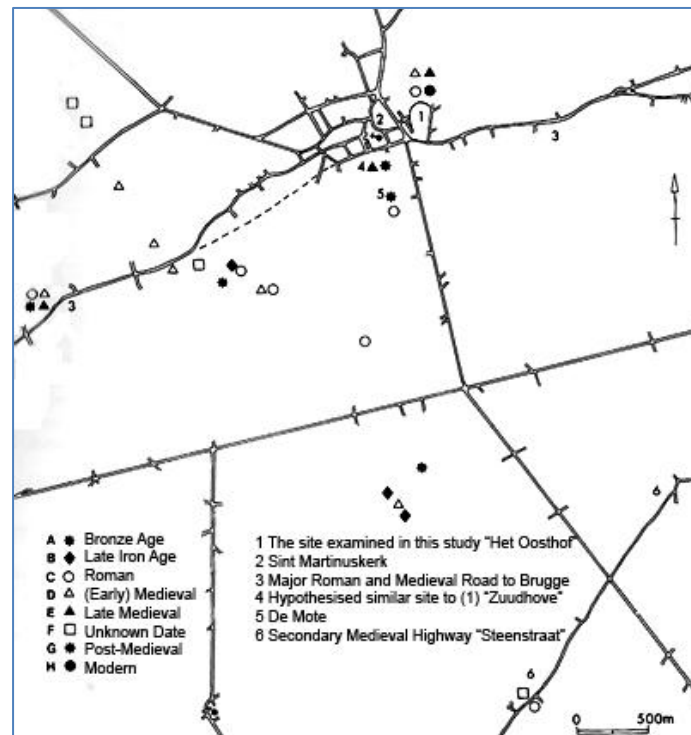 1
2
3
4
5
3
6
A Bronze Age
B Late Iron Age
C Roman
D (Early) Medieval
E Late Medieval
F Unknown Date
G Post-Medieval
H Modern
1 The site examined in this study "Het Oosthof"
2 Sint Martinuskerk
3 Major Roman and Medieval Road to Brugge
4 Hypothesised similar site to (1) "Zuudhove"
5 De Mote
6 Secondary Medieval Highway "Steenstraat"
6
0 500m